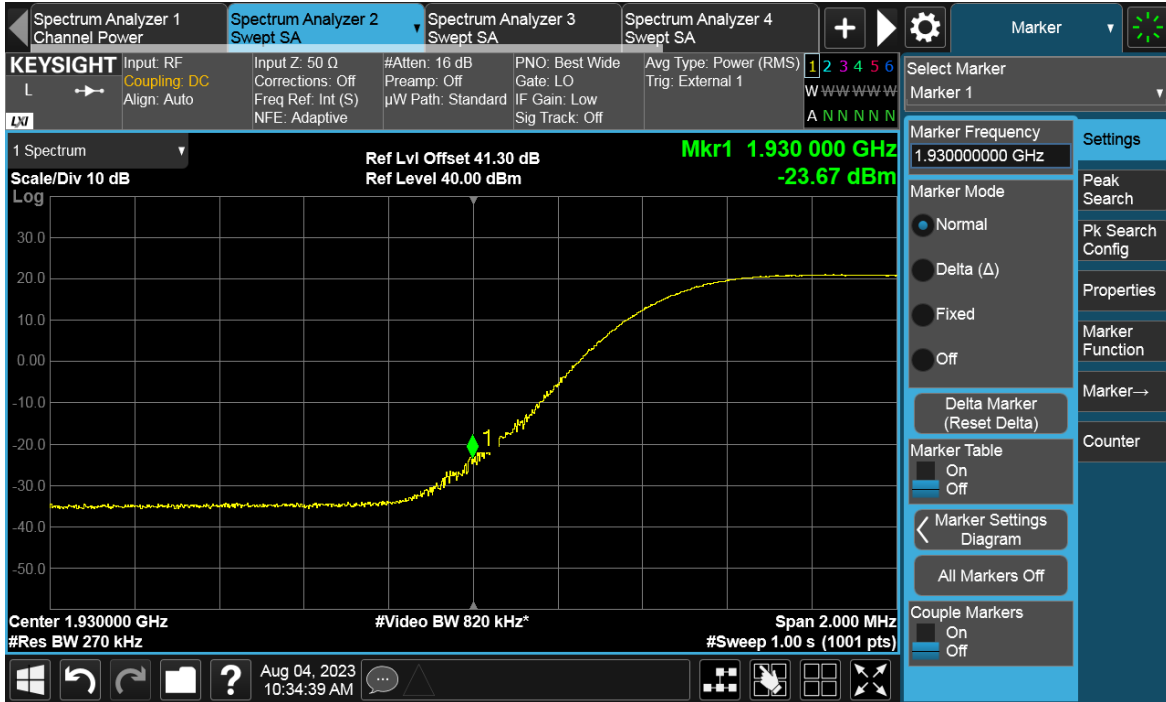 Spectrum Analyzer 1
Channel Power
Spectrum Analyzer 2
Swept SA
Spectrum Analyzer 3
Swept SA
Spectrum Analyzer 4
Swept SA
Marker
KEYSIGHT
L
LXI
Input: RF
Coupling: DC
Align: Auto
Input Z: 50 Ω
Corrections: Off
Freq Ref: Int (S)
NFE: Adaptive
#Atten: 16 dB
Preamp: Off
µW Path: Standard
PNO: Best Wide
Gate: LO
IF Gain: Low
Sig Track: Off
Avg Type: Power (RMS)
Trig: External 1
1 2 3 4 5 6
W W W W W W
A N N N N N
1 Spectrum
Scale/Div 10 dB
Log
Ref Lvl Offset 41.30 dB
Ref Level 40.00 dBm
Mkr1 1.930 000 GHz
-23.67 dBm
30.0
20.0
10.0
0.00
-10.0
-20.0
-30.0
-40.0
-50.0
1
Center 1.930000 GHz
#Res BW 270 kHz
#Video BW 820 kHz*
Span 2.000 MHz
#Sweep 1.00 s (1001 pts)
Aug 04, 2023
10:34:39 AM
?
Select Marker
Marker 1
Marker Frequency
1.930000000 GHz
Marker Mode
Normal
Delta (Δ)
Fixed
Off
Delta Marker
(Reset Delta)
Marker Table
On
Off
Marker Settings
Diagram
All Markers Off
Couple Markers
On
Off
Settings
Peak
Search
Pk Search
Config
Properties
Marker
Function
Marker→
Counter